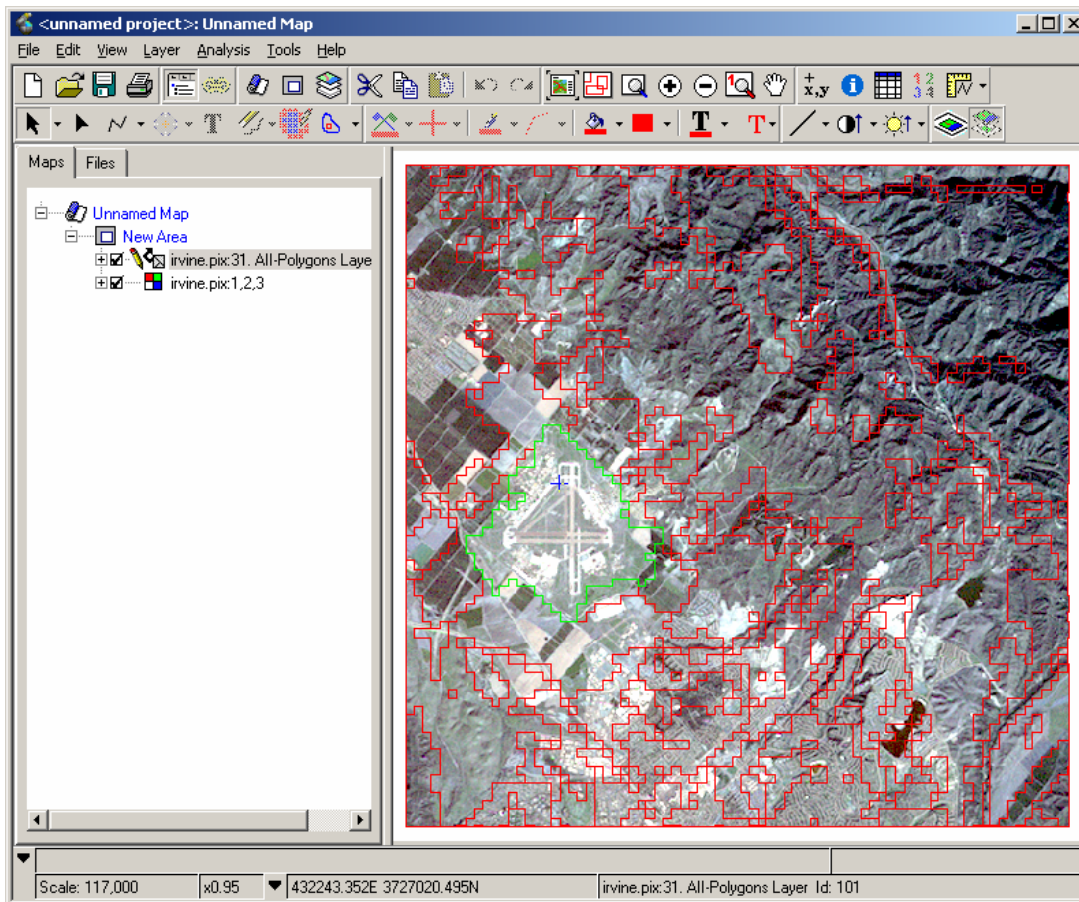 <unnamed project>: Unnamed Map
File Edit View Layer Analysis Tools Help
+ x,y i 1 2 3 4
T T T
Maps Files
Unnamed Map
New Area
irvine.pix:31. All-Polygons Laye
irvine.pix:1,2,3
Scale: 117,000 x0.95 432243.352E 3727020.495N irvine.pix:31. All-Polygons Layer Id: 101